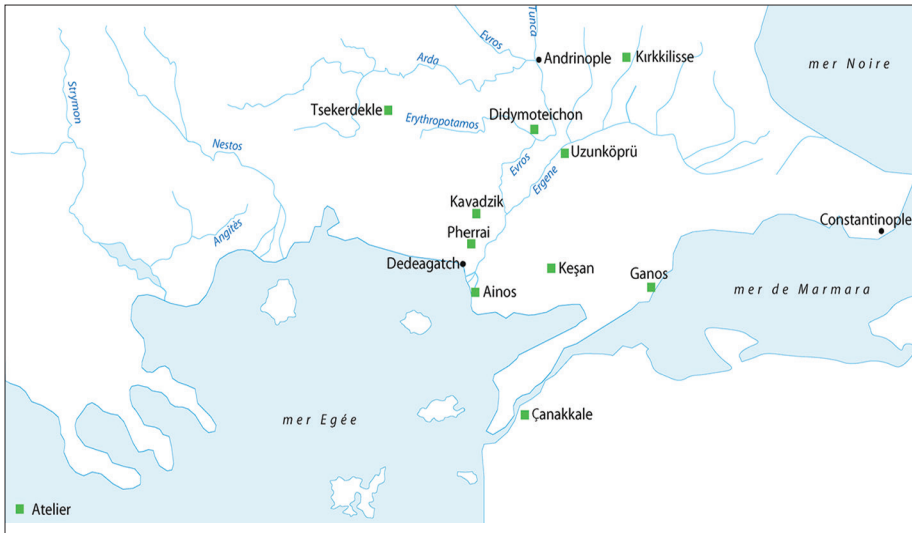 Tunca
Evros
Andrinople
Kırkkilisse
mer Noire
Arda
Strymon
Tsekerdekle
Erythropotamos
Didymoteichon
Nestos
Uzunköprü
Evros
Ergene
Kavadzik
Angitès
Pherrai
Constantinople
Dedeagatch
Keşan
Ganos
Ainos
mer de Marmara
Çanakkale
mer Egée
Atelier